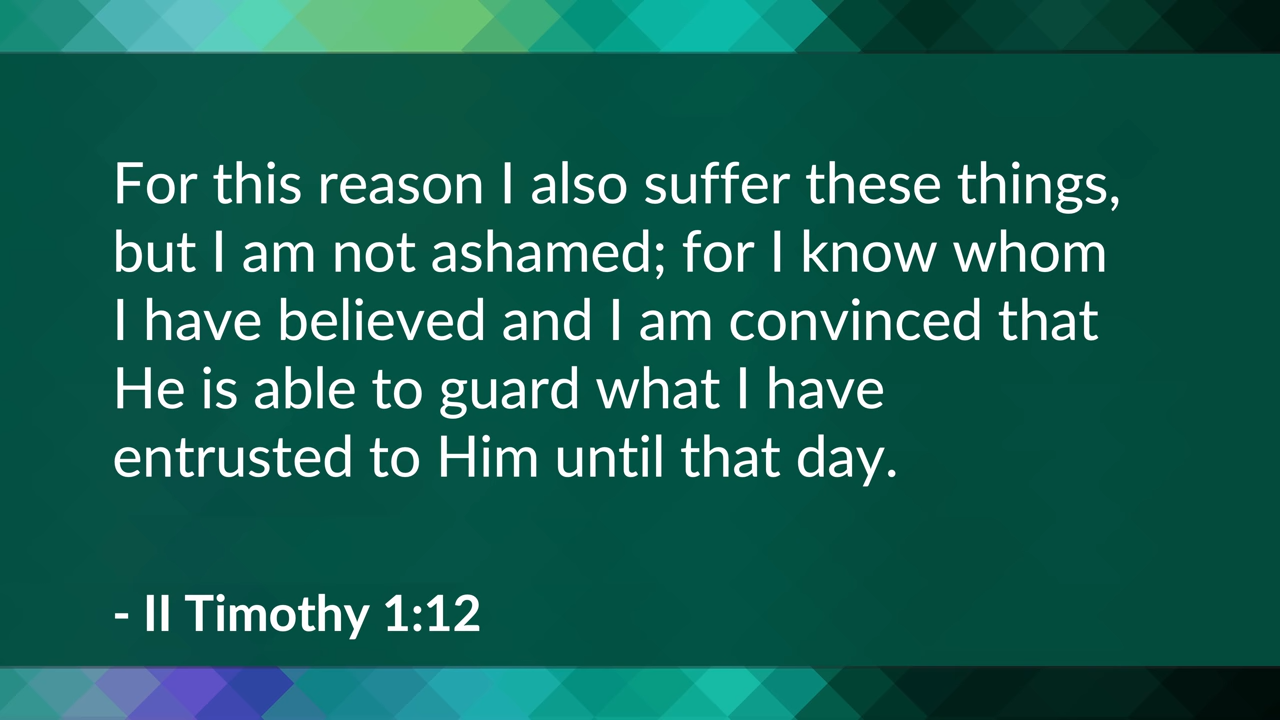 For this reason I also suffer these things,
but I am not ashamed; for I know whom
I have believed and I am convinced that
He is able to guard what I have
entrusted to Him until that day.
- II Timothy 1:12